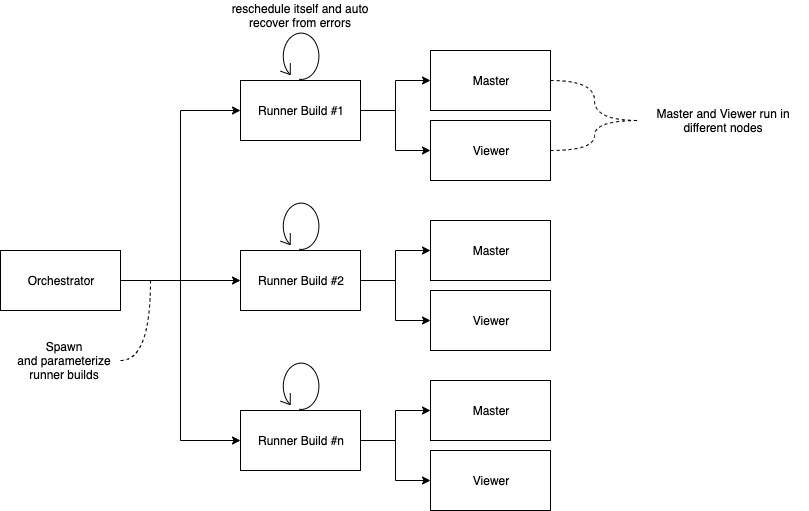 reschedule itself and auto
recover from errors
Runner Build #1
Master
Viewer
Master and Viewer run in
different nodes
Orchestrator
Spawn
and parameterize
runner builds
Runner Build #2
Master
Viewer
Runner Build #n
Master
Viewer